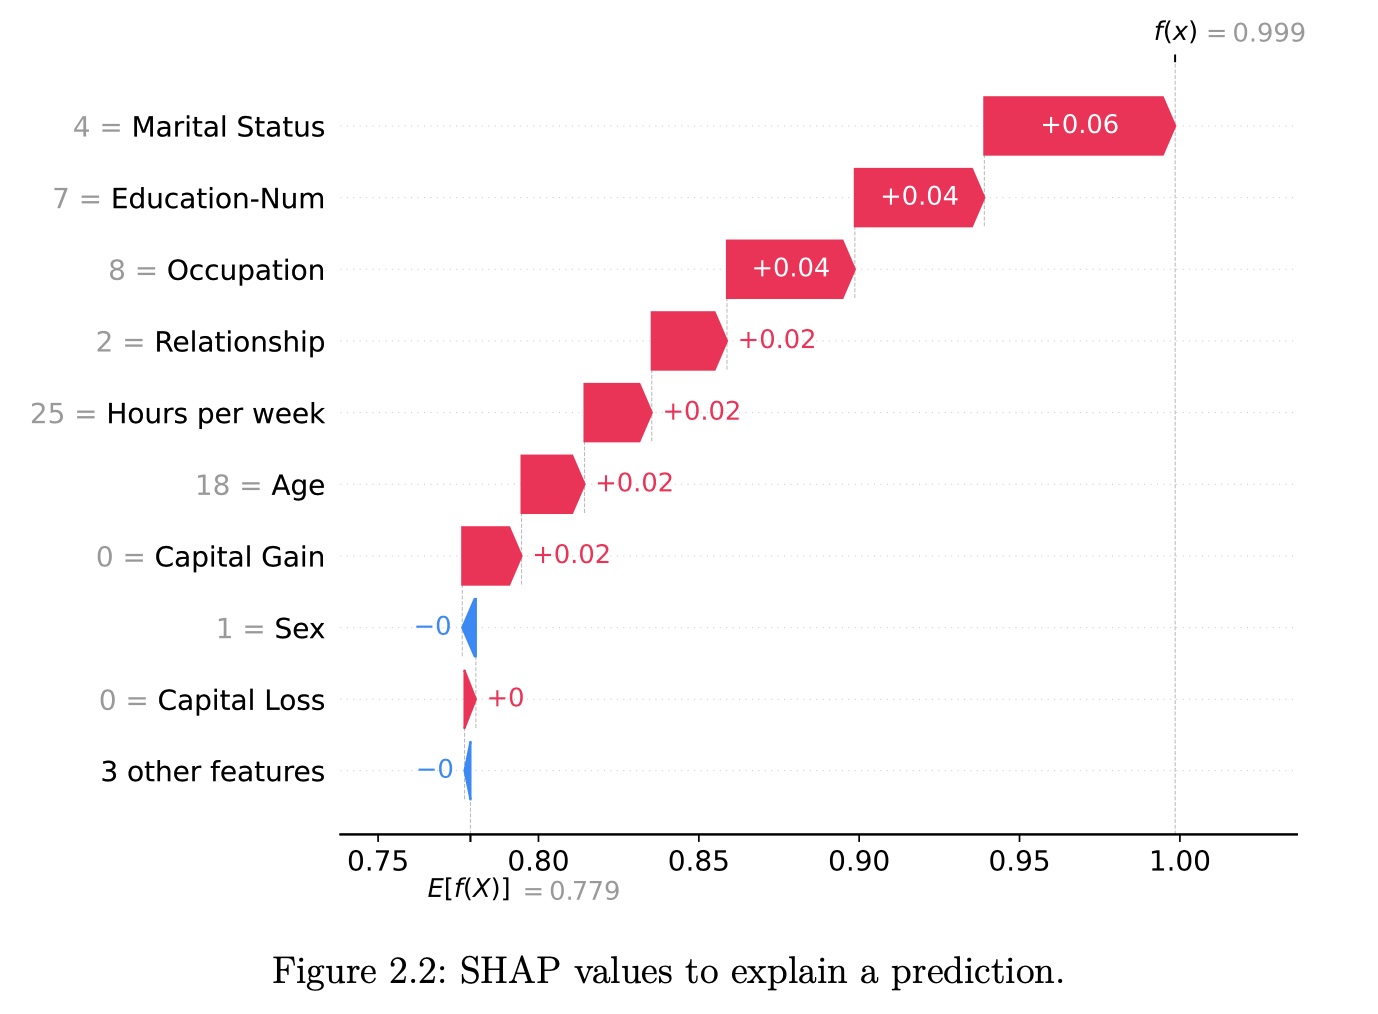 f(x) = 0.999
4 = Marital Status
+0.06
7 = Education-Num
+0.04
8 = Occupation
+0.04
2 = Relationship
+0.02
25 = Hours per week
+0.02
18 = Age
+0.02
0 = Capital Gain
+0.02
1 = Sex
−0
0 = Capital Loss
+0
3 other features
−0
0.75 0.80 0.85 0.90 0.95 1.00
E[f(X)] = 0.779
Figure 2.2: SHAP values to explain a prediction.